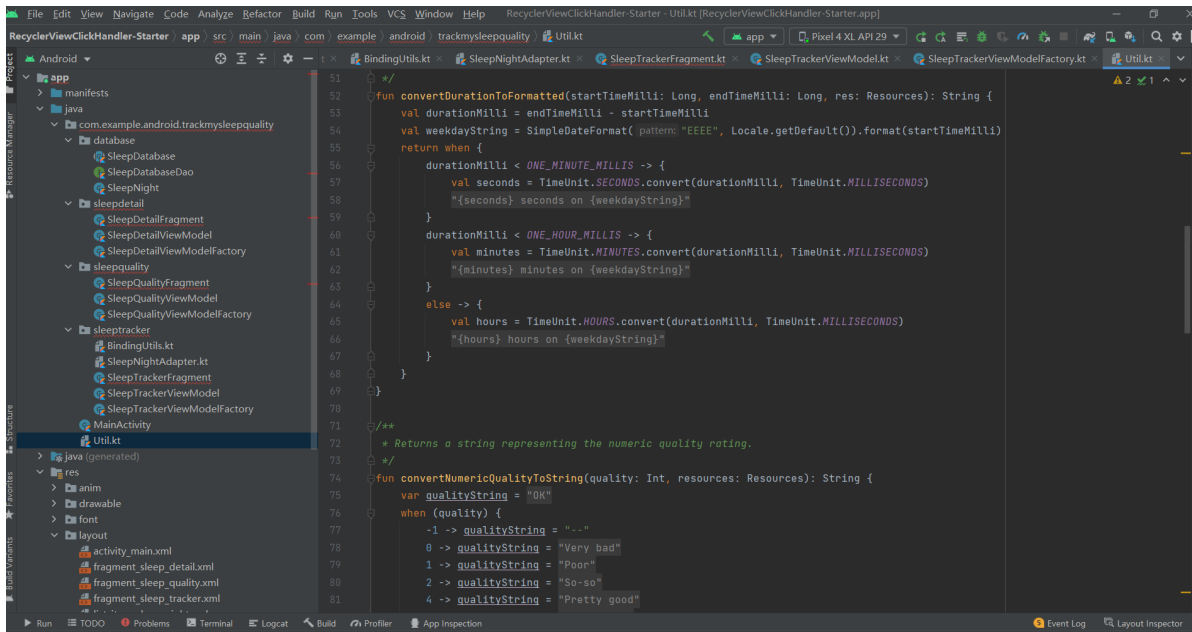 File Edit View Navigate Code Analyze Refactor Build Run Tools VCS Window Help RecyclerViewClickHandler-Starter - Util.kt [RecyclerViewClickHandler-Starter.app]
RecyclerViewClickHandler-Starter app src main java com example android trackmysleepquality Util.kt app Pixel 4 XL API 29
Android BindingUtils.kt SleepNightAdapter.kt SleepTrackerFragment.kt SleepTrackerViewModel.kt SleepTrackerViewModelFactory.kt Util.kt
Project
Resource Manager
Structure
Favorites
Build Variants
app
manifests
java
com.example.android.trackmysleepquality
database
SleepDatabase
SleepDatabaseDao
SleepNight
sleepdetail
SleepDetailFragment
SleepDetailViewModel
SleepDetailViewModelFactory
sleepquality
SleepQualityFragment
SleepQualityViewModel
SleepQualityViewModelFactory
sleeptracker
BindingUtils.kt
SleepNightAdapter.kt
SleepTrackerFragment
SleepTrackerViewModel
SleepTrackerViewModelFactory
MainActivity
Util.kt
java (generated)
res
anim
drawable
font
layout
activity_main.xml
fragment_sleep_detail.xml
fragment_sleep_quality.xml
fragment_sleep_tracker.xml
2 1
51 */
52 fun convertDurationToFormatted(startTimeMilli: Long, endTimeMilli: Long, res: Resources): String {
53 val durationMilli = endTimeMilli - startTimeMilli
54 val weekdayString = SimpleDateFormat( pattern: "EEEE", Locale.getDefault()).format(startTimeMilli)
55 return when {
56 durationMilli < ONE_MINUTE_MILLIS -> {
57 val seconds = TimeUnit.SECONDS.convert(durationMilli, TimeUnit.MILLISECONDS)
58 "{seconds} seconds on {weekdayString}"
59 }
60 durationMilli < ONE_HOUR_MILLIS -> {
61 val minutes = TimeUnit.MINUTES.convert(durationMilli, TimeUnit.MILLISECONDS)
62 "{minutes} minutes on {weekdayString}"
63 }
64 else -> {
65 val hours = TimeUnit.HOURS.convert(durationMilli, TimeUnit.MILLISECONDS)
66 "{hours} hours on {weekdayString}"
67 }
68 }
69 }
70
71 /**
72 * Returns a string representing the numeric quality rating.
73 */
74 fun convertNumericQualityToString(quality: Int, resources: Resources): String {
75 var qualityString = "OK"
76 when (quality) {
77 -1 -> qualityString = "--"
78 0 -> qualityString = "Very bad"
79 1 -> qualityString = "Poor"
80 2 -> qualityString = "So-so"
81 4 -> qualityString = "Pretty good"
Run TODO Problems Terminal Logcat Build Profiler App Inspection 5 Event Log Layout Inspector